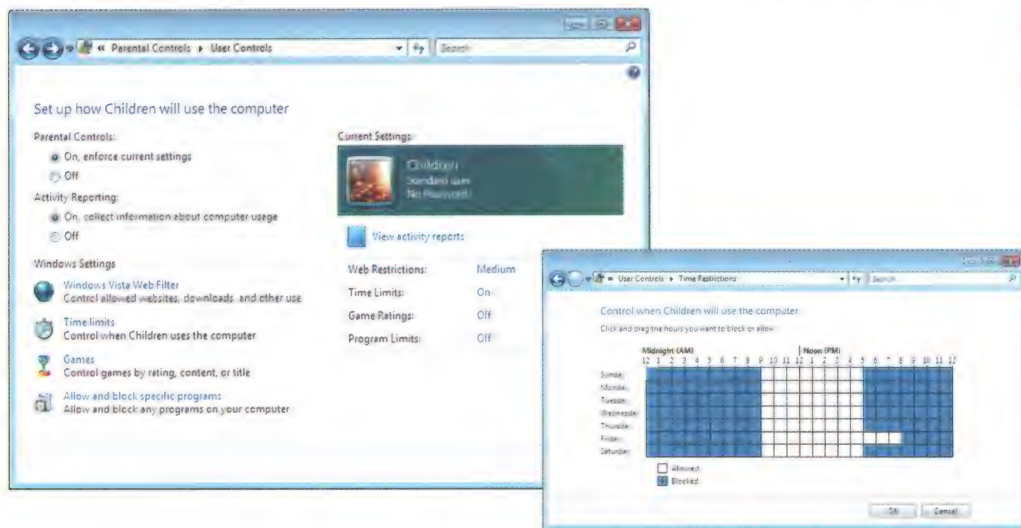 « Parental Controls ▸ User Controls
Search
Set up how Children will use the computer
Parental Controls:
On, enforce current settings
Off
Activity Reporting:
On, collect information about computer usage
Off
Windows Settings
Windows Vista Web Filter
Control allowed websites, downloads, and other use
Time limits
Control when Children uses the computer
Games
Control games by rating, content, or title
Allow and block specific programs
Allow and block any programs on your computer
Current Settings:
Children
Standard user
No Password
View activity reports
Web Restrictions: Medium
Time Limits: On
Game Ratings: Off
Program Limits: Off
« User Controls ▸ Time Restrictions
Search
Control when Children will use the computer
Click and drag the hours you want to block or allow
Midnight (AM) Noon (PM)
12 1 2 3 4 5 6 7 8 9 10 11 12 1 2 3 4 5 6 7 8 9 10 11 12
Sunday
Monday
Tuesday
Wednesday
Thursday
Friday
Saturday
Allowed
Blocked
OK Cancel